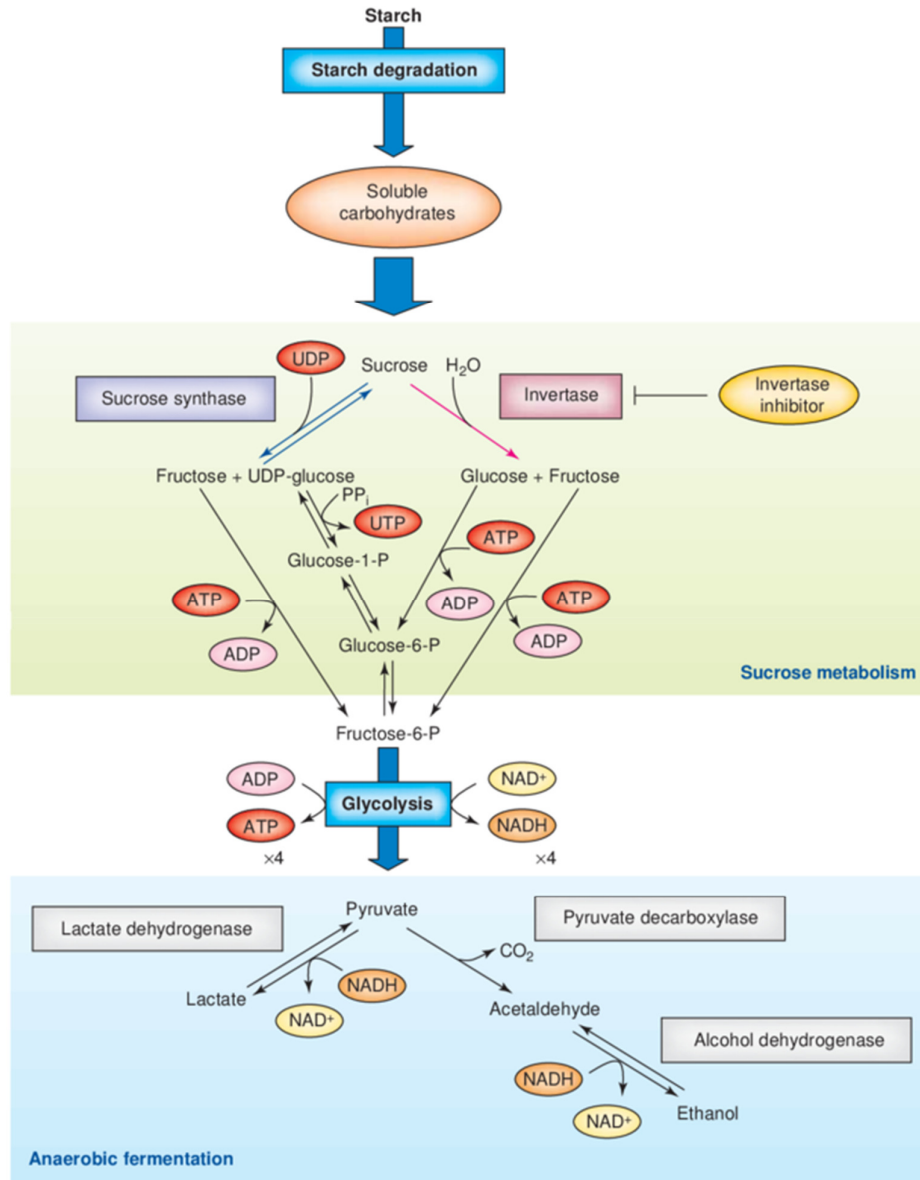 Starch
Starch degradation
Soluble
carbohydrates
UDP
Sucrose
H₂O
Sucrose synthase
Invertase
Invertase
inhibitor
Fructose + UDP-glucose
Glucose + Fructose
PPᵢ
UTP
ATP
Glucose-1-P
ATP
ADP
ATP
ADP
ADP
Glucose-6-P
Sucrose metabolism
Fructose-6-P
ADP
NAD⁺
Glycolysis
ATP
NADH
×4
×4
Pyruvate
Lactate dehydrogenase
Pyruvate decarboxylase
CO₂
NADH
Lactate
NAD⁺
Acetaldehyde
Alcohol dehydrogenase
NADH
Ethanol
NAD⁺
Anaerobic fermentation